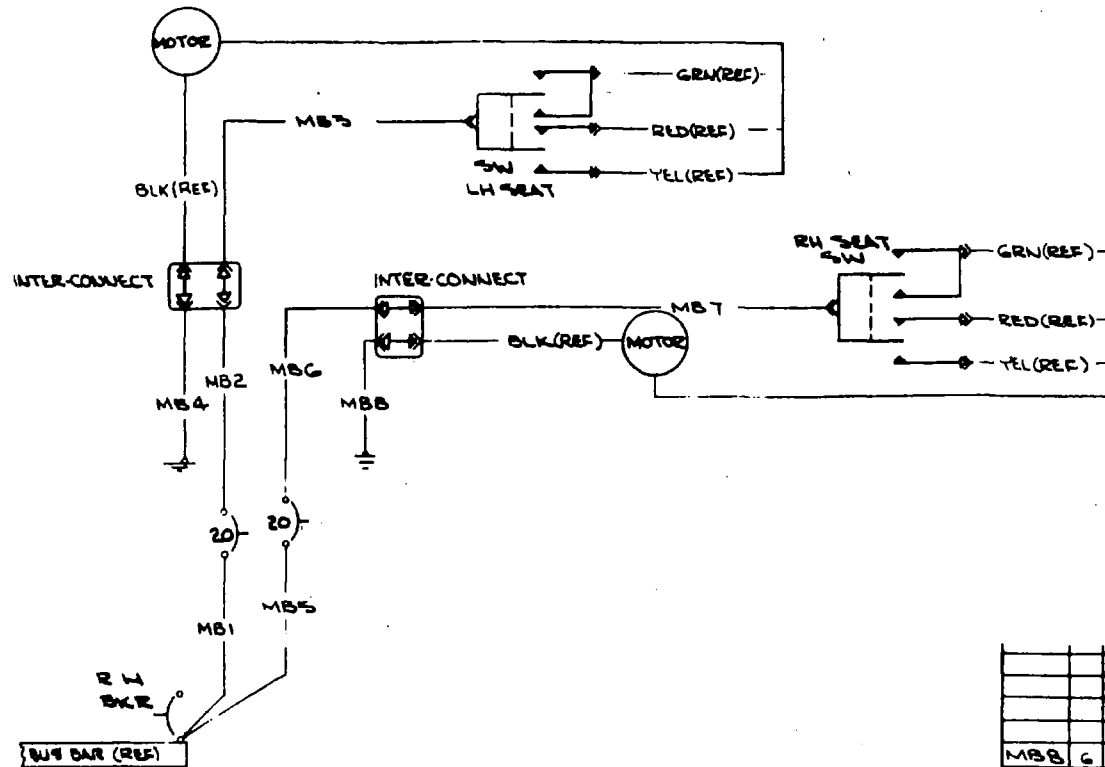 MOTOR
GRN(REF)
MB3
RED(REF)
SW
LH SEAT
YEL(REF)
BLK(REF)
RH SEAT
SW
GRN(REF)
INTER-CONNECT
INTER-CONNECT
MB7
RED(REF)
BLK(REF)
MOTOR
YEL(REF)
MB6
MB2
MB4
MB8
20
20
MB5
MB1
BKR
BUS BAR (REF)
MB8 6